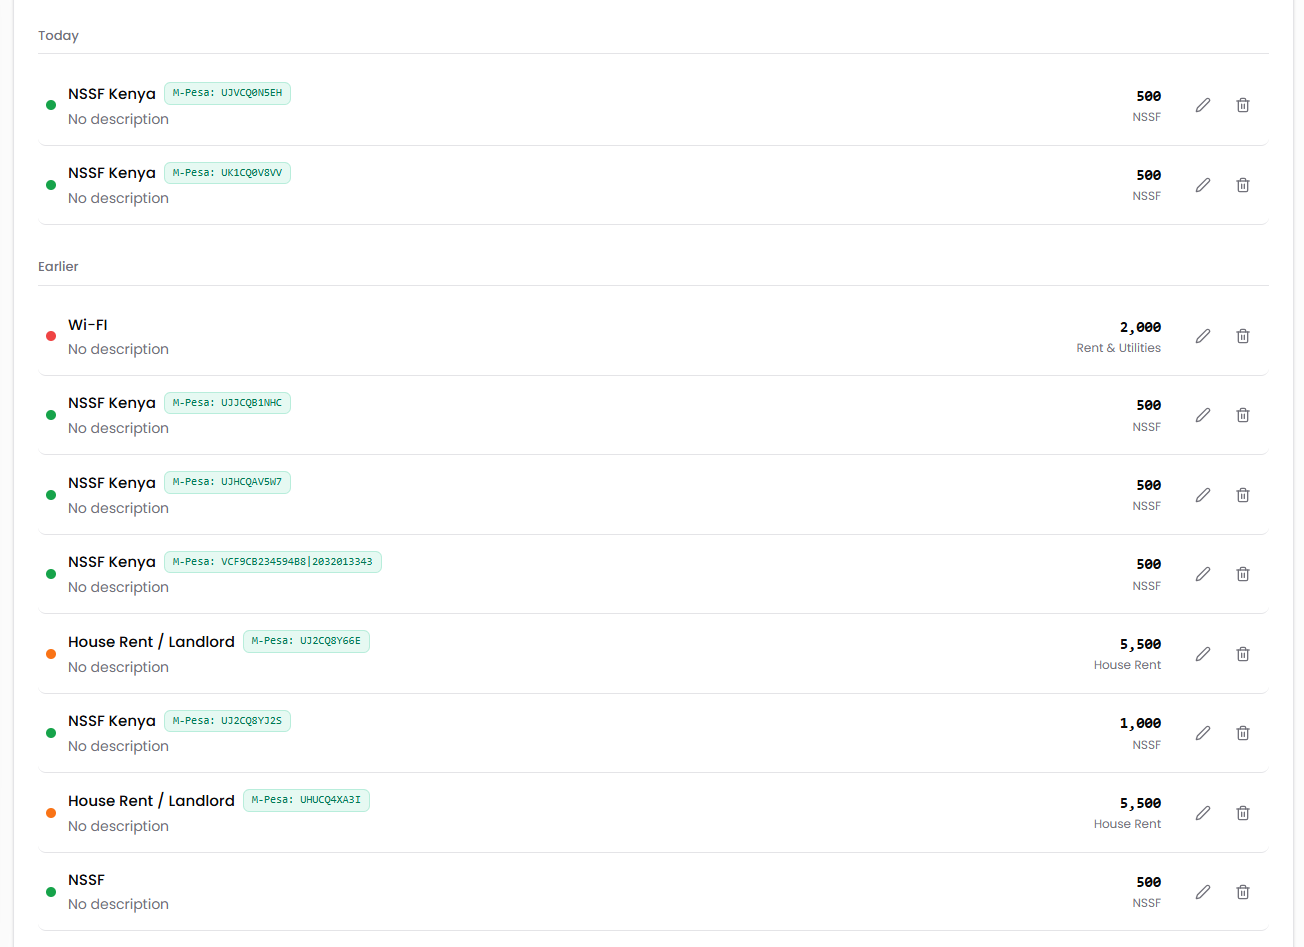 Today
NSSF Kenya M-Pesa: UJVCQ0N5EH
500
No description
NSSF
NSSF Kenya M-Pesa: UK1CQ0V8VV
500
No description
NSSF
Earlier
Wi-FI
2,000
No description
Rent & Utilities
NSSF Kenya M-Pesa: UJJCQB1NHC
500
No description
NSSF
NSSF Kenya M-Pesa: UJHCQAV5W7
500
No description
NSSF
NSSF Kenya M-Pesa: VCF9CB234594B8|2032013343
500
No description
NSSF
House Rent / Landlord M-Pesa: UJ2CQ8Y66E
5,500
No description
House Rent
NSSF Kenya M-Pesa: UJ2CQ8YJ2S
1,000
No description
NSSF
House Rent / Landlord M-Pesa: UHUCQ4XA3I
5,500
No description
House Rent
NSSF
500
No description
NSSF